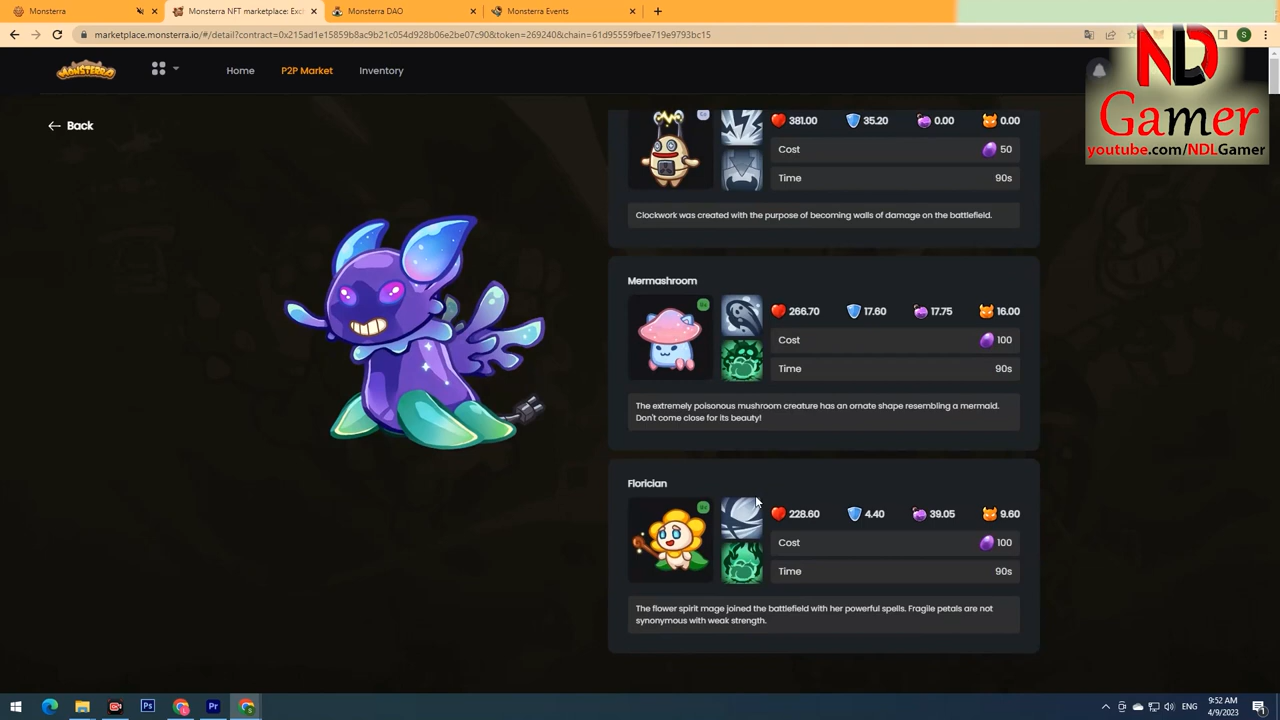 Monsterra
Monsterra NFT marketplace: Exc
Monsterra DAO
Monsterra Events
marketplace.monsterra.io/#/detail?contract=0x215ad1e15859b8ac9b21c054d928bfbe2be07c0d&token=269240&chain=61d95559fbee719e9793bc15
S
MONSTERRA
Home
P2P Market
Inventory
NDL
Gamer
youtube.com/NDLGamer
Back
381.00 35.20 0.00 0.00
Cost 50
Time 90s
Clockwork was created with the purpose of becoming walls of damage on the battlefield.
Mermashroom
266.70 17.60 17.75 16.00
Cost 100
Time 90s
The extremely poisonous mushroom creature has an ornate shape resembling a mermaid.
Don't come close for its beauty!
Florician
228.60 4.40 39.05 9.60
Cost 100
Time 90s
The flower spirit mage joined the battlefield with her powerful spells. Fragile petals are not
synonymous with weak strength.
Ps
Pr
ENG
9:52 AM
4/9/2023